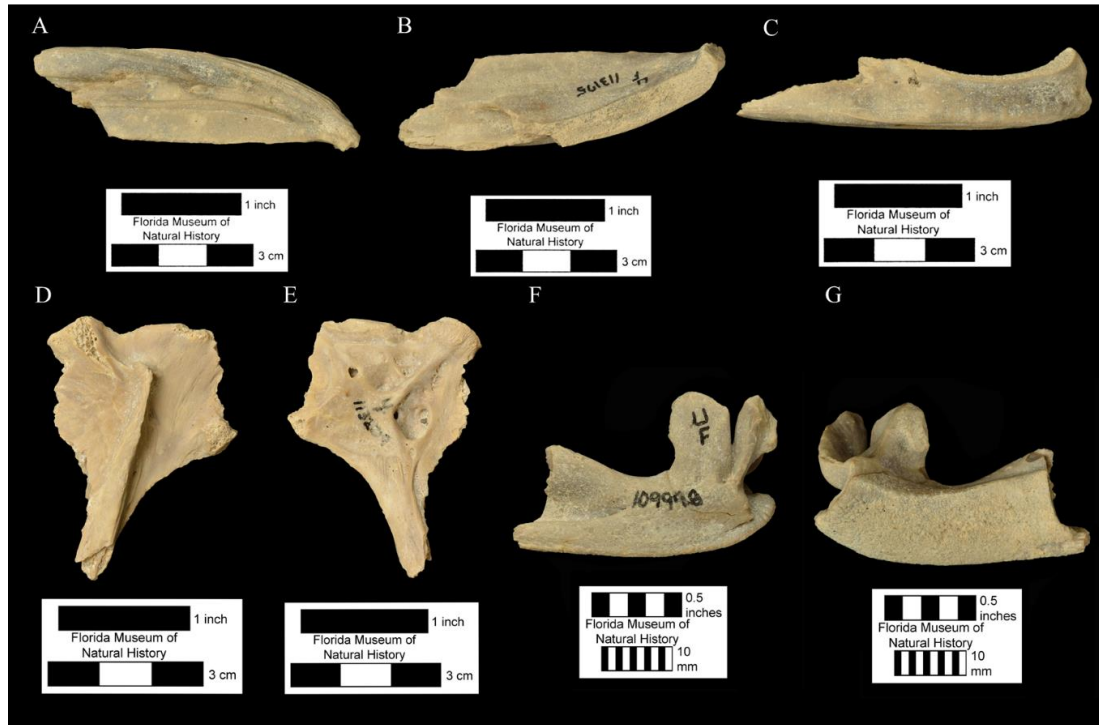 A
B
C
1 inch
Florida Museum of
Natural History
3 cm
1 inch
Florida Museum of
Natural History
3 cm
1 inch
Florida Museum of
Natural History
3 cm
D
E
F
G
UF
1 inch
Florida Museum of
Natural History
3 cm
1 inch
Florida Museum of
Natural History
3 cm
0.5
inches
Florida Museum of
Natural History
10
mm
0.5
inches
Florida Museum of
Natural History
10
mm